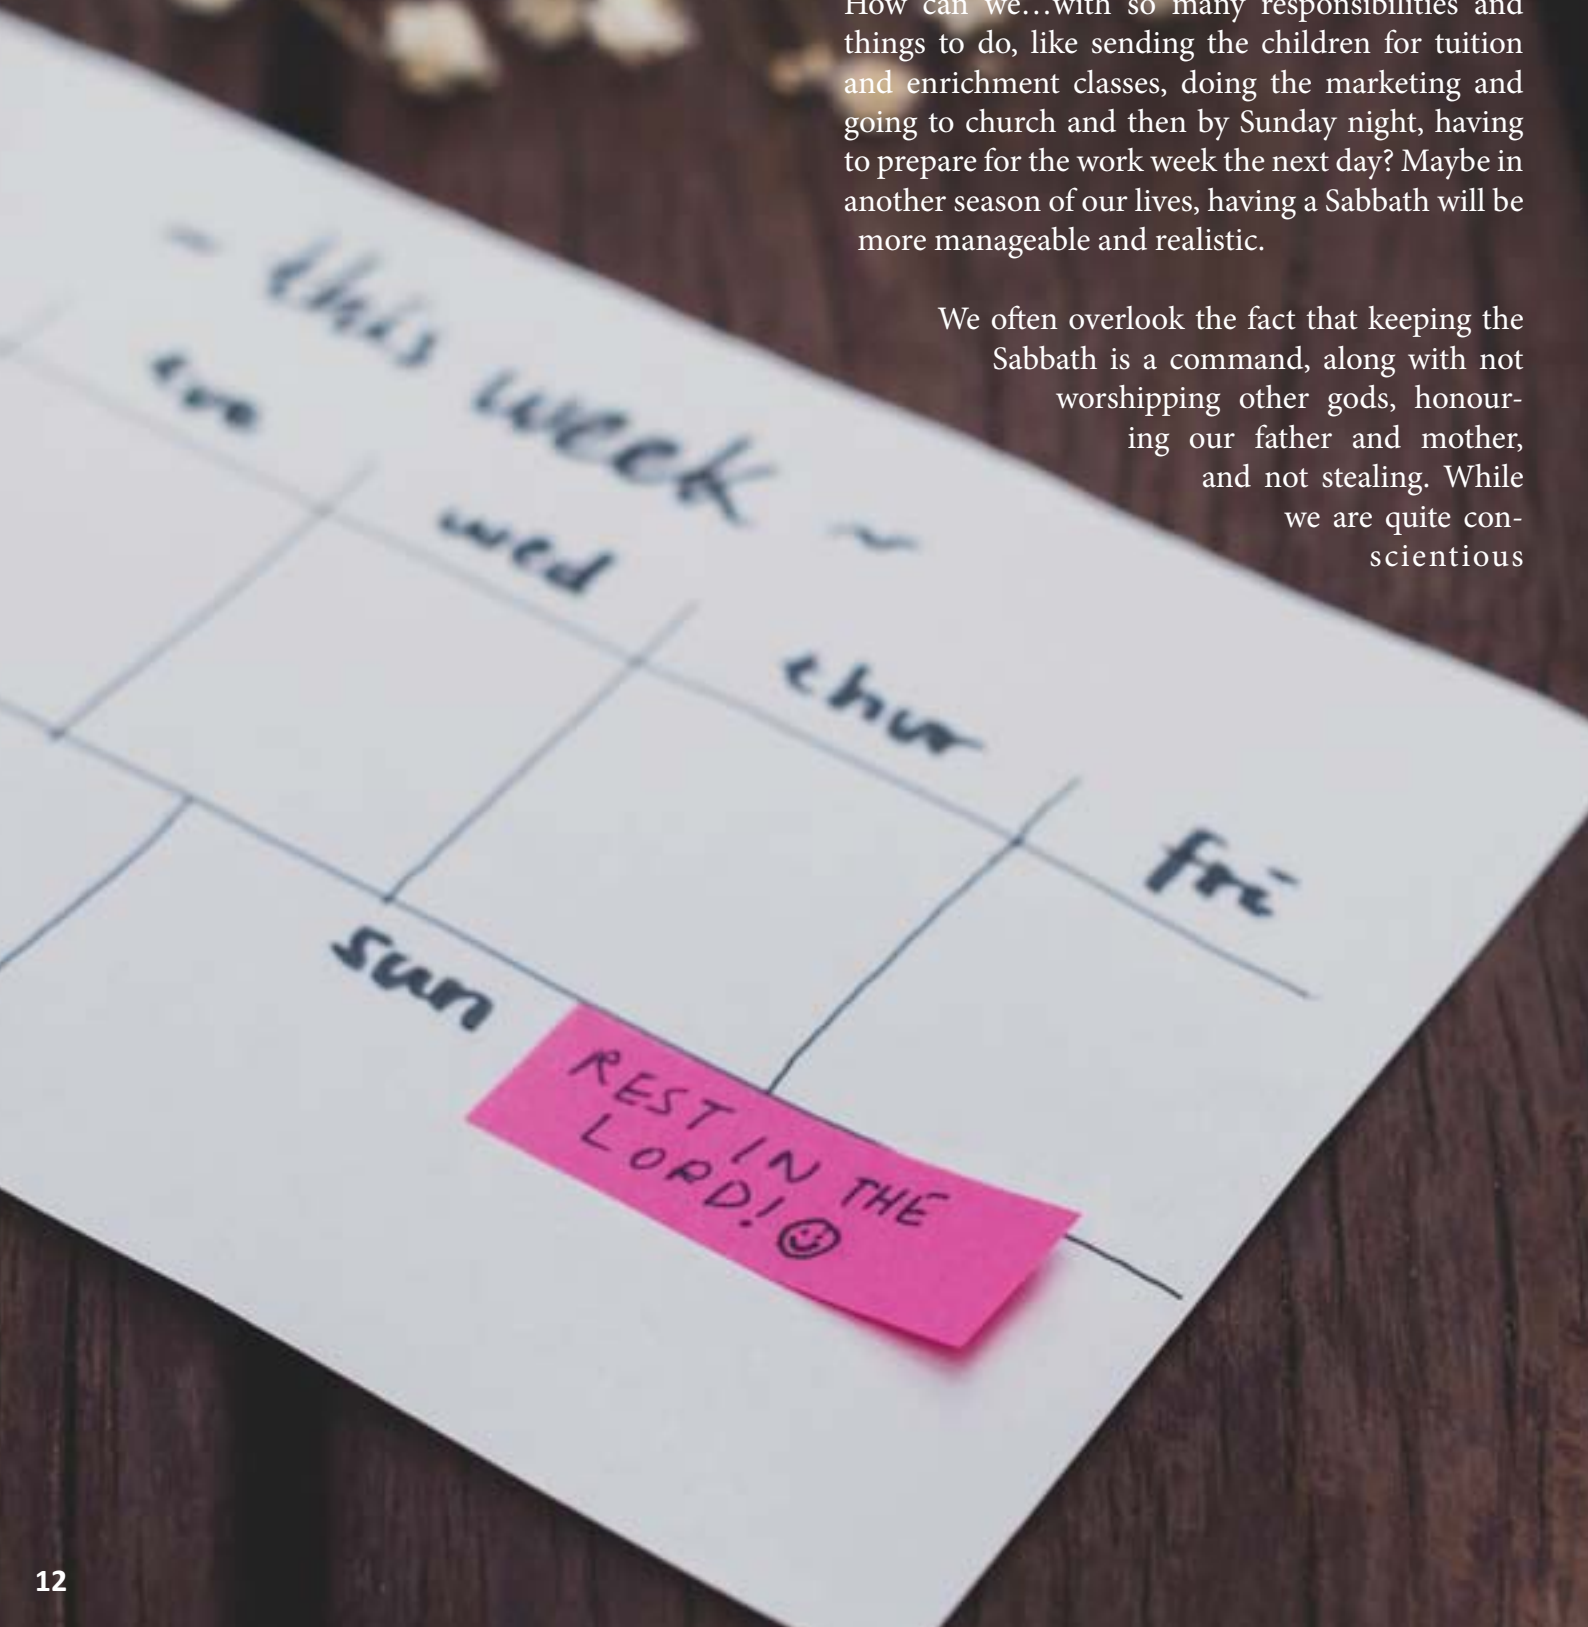 How can we…with so many responsibilities and
things to do, like sending the children for tuition
and enrichment classes, doing the marketing and
going to church and then by Sunday night, having
to prepare for the work week the next day? Maybe in
another season of our lives, having a Sabbath will be
more manageable and realistic.
We often overlook the fact that keeping the
Sabbath is a command, along with not
worshipping other gods, honour-
ing our father and mother,
and not stealing. While
we are quite con-
scientious
~ this week ~
tue
wed
thur
fri
sun
REST IN THE
LORD!
12